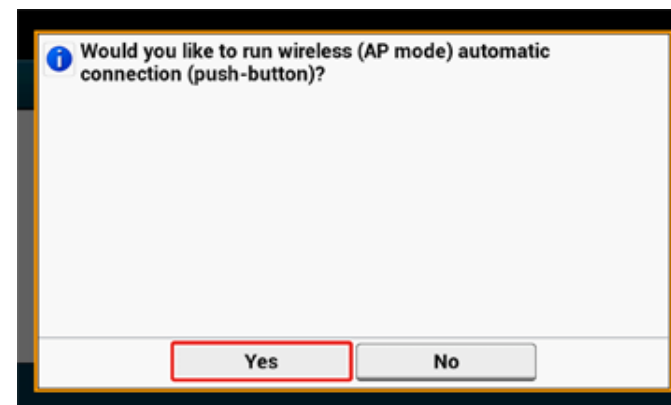 Would you like to run wireless (AP mode) automatic
connection (push-button)?
Yes No